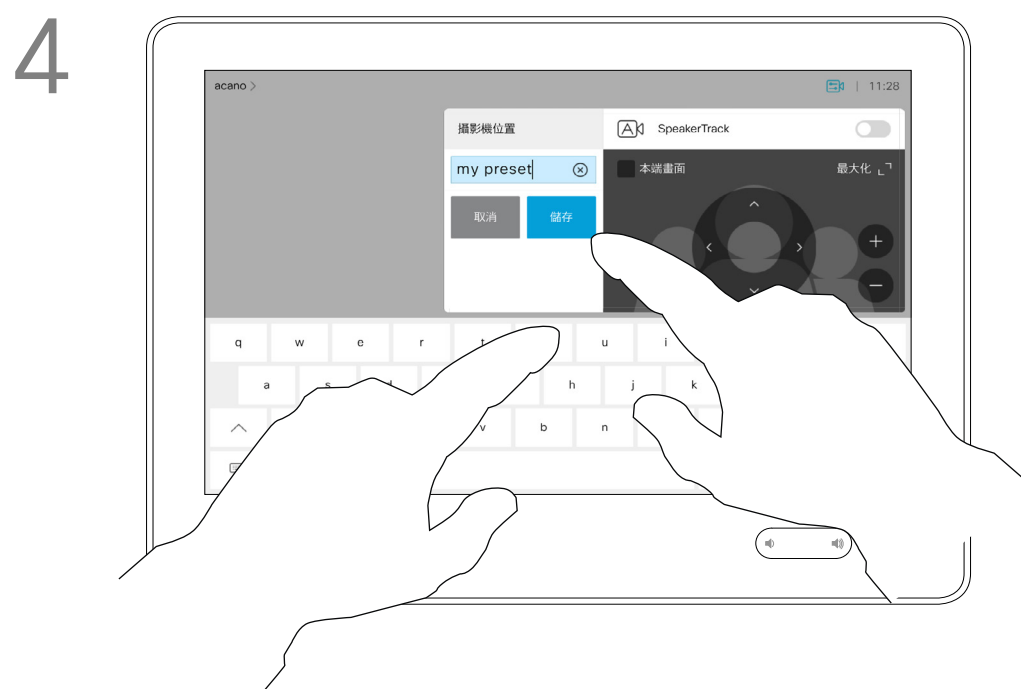 4
acano >
11:28
攝影機位置
SpeakerTrack
my preset
本端畫面
最大化
取消
儲存
q w e r t u i
a s d h j k
v b n